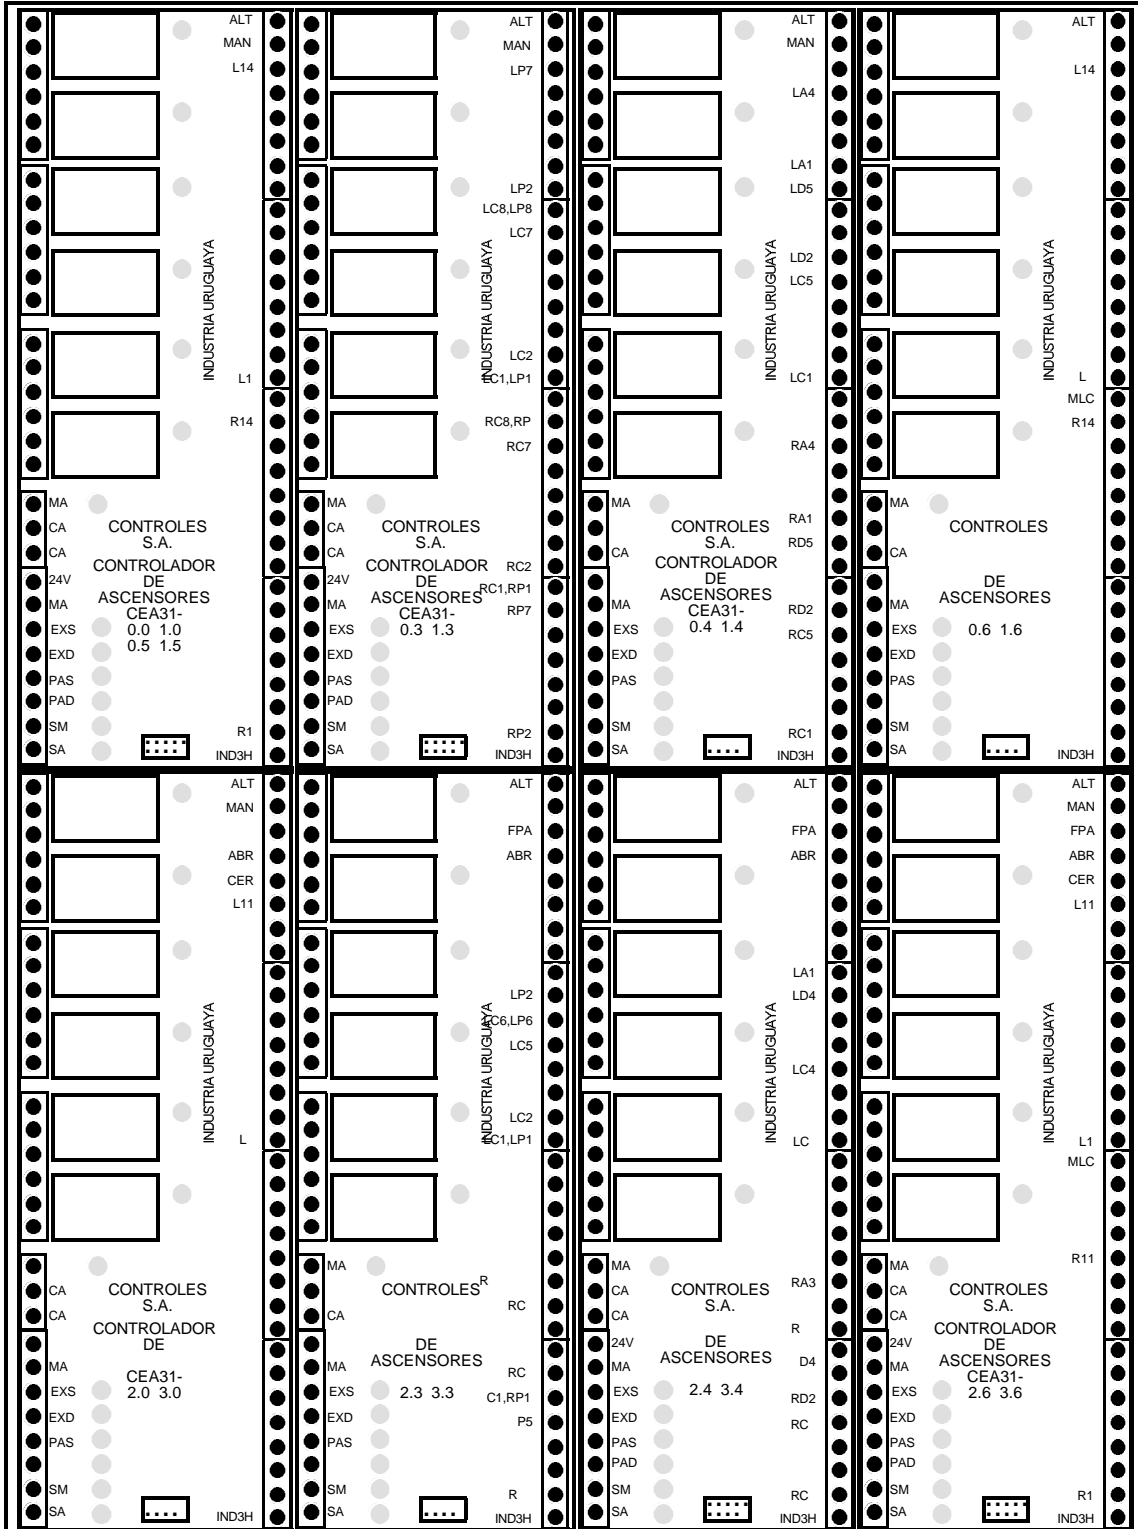 ALT
MAN
L14
INDUSTRIA URUGUAYA
L1
R14
MA
CA
CA
CONTROLES
S.A.
CONTROLADOR
DE
ASCENSORES
CEA31-
0.0 1.0
0.5 1.5
24V
MA
EXS
EXD
PAS
PAD
SM
SA
R1
IND3H
ALT
MAN
LP7
LP2
LC8,LP8
LC7
INDUSTRIA URUGUAYA
LC2
LC1,LP1
RC8,RP
RC7
MA
CA
CA
CONTROLES
S.A.
CONTROLADOR
DE
ASCENSORES
CEA31-
0.3 1.3
RC2
RC1,RP1
RP7
24V
MA
EXS
EXD
PAS
PAD
SM
SA
RP2
IND3H
ALT
MAN
LA4
LA1
LD5
LD2
LC5
INDUSTRIA URUGUAYA
LC1
RA4
MA
CA
CONTROLES
S.A.
CONTROLADOR
DE
ASCENSORES
CEA31-
0.4 1.4
RA1
RD5
RD2
RC5
MA
EXS
EXD
PAS
SM
SA
RC1
IND3H
ALT
L14
INDUSTRIA URUGUAYA
L
MLC
R14
MA
CA
CONTROLES
DE
ASCENSORES
0.6 1.6
MA
EXS
EXD
PAS
SM
SA
IND3H
ALT
MAN
ABR
CER
L11
INDUSTRIA URUGUAYA
L
CA
CA
CONTROLES
S.A.
CONTROLADOR
DE
CEA31-
2.0 3.0
MA
EXS
EXD
PAS
SM
SA
IND3H
ALT
FPA
ABR
LP2
LC6,LP6
LC5
INDUSTRIA URUGUAYA
LC2
LC1,LP1
MA
CA
CONTROLES
R
RC
DE
ASCENSORES
2.3 3.3
RC
C1,RP1
P5
MA
EXS
EXD
PAS
SM
SA
R
IND3H
ALT
FPA
ABR
LA1
LD4
LC4
INDUSTRIA URUGUAYA
LC
MA
CA
CA
CONTROLES
S.A.
RA3
R
DE
ASCENSORES
2.4 3.4
D4
RD2
RC
24V
MA
EXS
EXD
PAS
PAD
SM
SA
RC
IND3H
ALT
MAN
FPA
ABR
CER
L11
INDUSTRIA URUGUAYA
L1
MLC
R11
MA
CA
CA
CONTROLES
S.A.
CONTROLADOR
DE
ASCENSORES
CEA31-
2.6 3.6
24V
MA
EXS
EXD
PAS
PAD
SM
SA
R1
IND3H